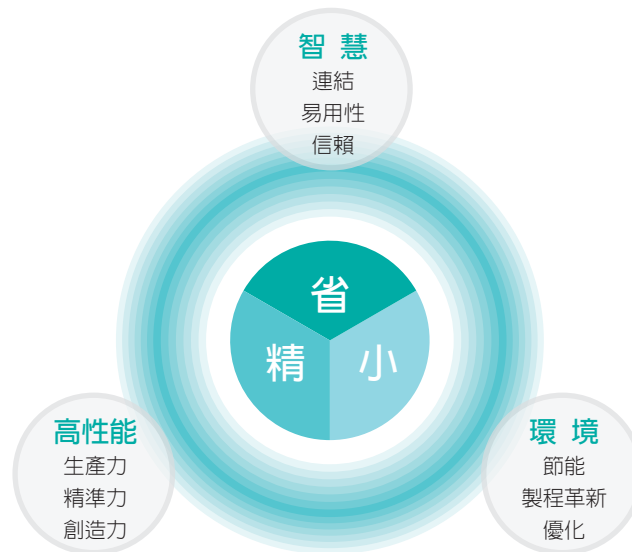 智 慧
連結
易用性
信賴
省
精
小
高性能
生產力
精準力
創造力
環 境
節能
製程革新
優化